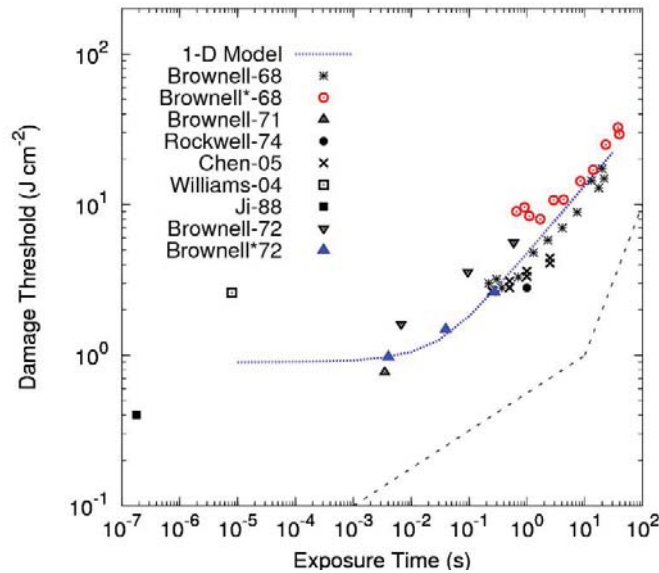 10²
10¹
10⁰
10⁻¹
Damage Threshold (J cm⁻²)
1-D Model
Brownell-68
Brownell*-68
Brownell-71
Rockwell-74
Chen-05
Williams-04
Ji-88
Brownell-72
Brownell*72
10⁻⁷ 10⁻⁶ 10⁻⁵ 10⁻⁴ 10⁻³ 10⁻² 10⁻¹ 10⁰ 10¹ 10²
Exposure Time (s)